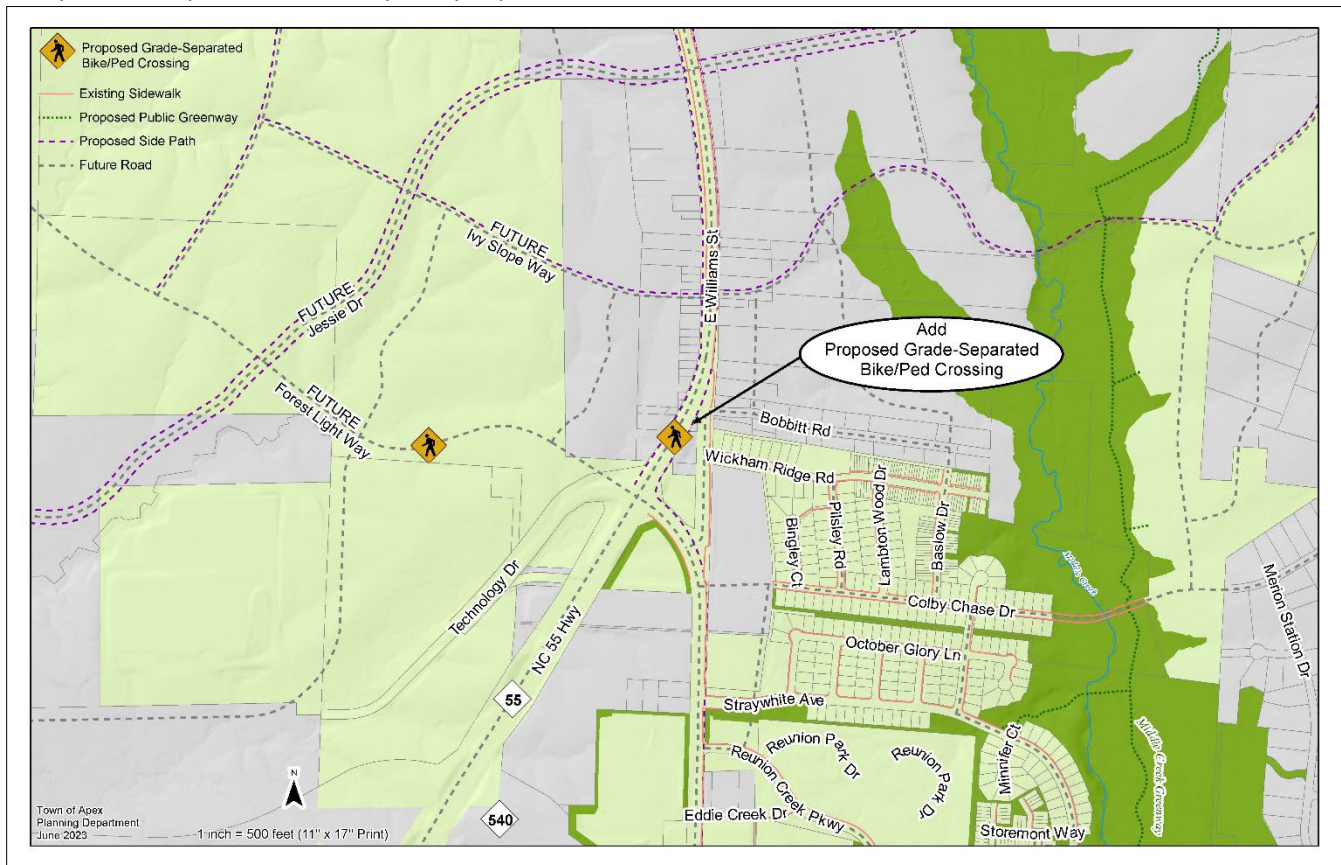 Proposed Grade-Separated
Bike/Ped Crossing
Existing Sidewalk
Proposed Public Greenway
Proposed Side Path
Future Road
FUTURE
Ivy Slope Way
E Williams St
FUTURE
Jessie Dr
Add
Proposed Grade-Separated
Bike/Ped Crossing
FUTURE
Forest Light Way
Bobbitt Rd
Wickham Ridge Rd
Bingley Ct
Pilsley Rd
Lampton Wood Dr
Baslow Dr
Middle Creek
Technology Dr
NC 55 Hwy
Colby Chase Dr
Merion Station Dr
October Glory Ln
55
Straywhite Ave
Minnifer Ct
Middle Creek Greenway
Reunion Park Dr
Reunion Park Dr
Reunion Creek Pkwy
N
Eddie Creek Dr
540
Storemont Way
Town of Apex
Planning Department
June 2023
1 inch = 500 feet (11" x 17" Print)